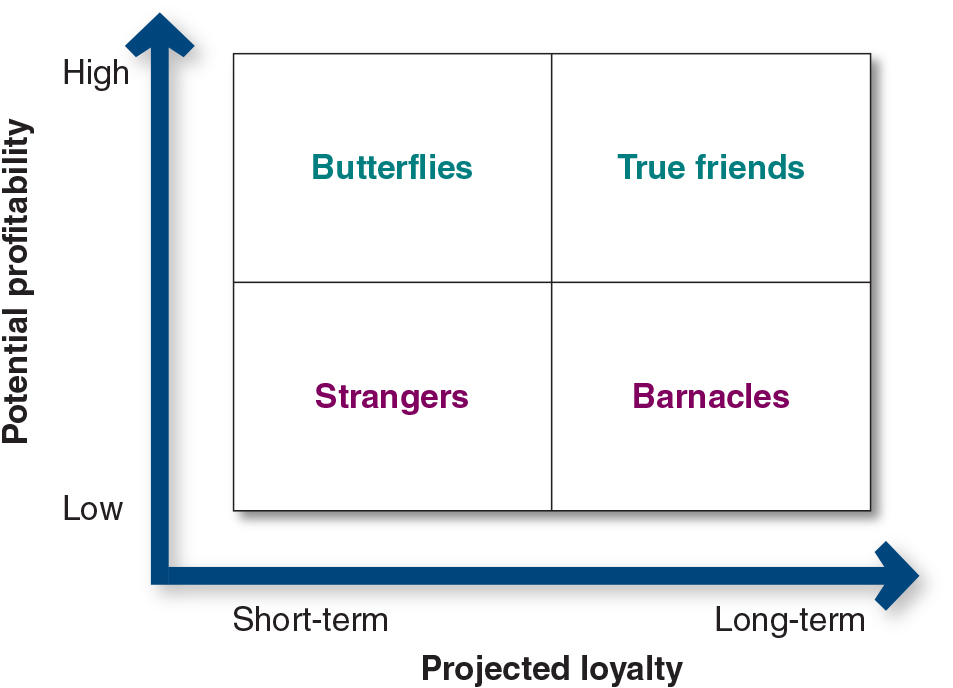 High
Butterflies
True friends
Potential profitability
Strangers
Barnacles
Low
Short-term
Long-term
Projected loyalty